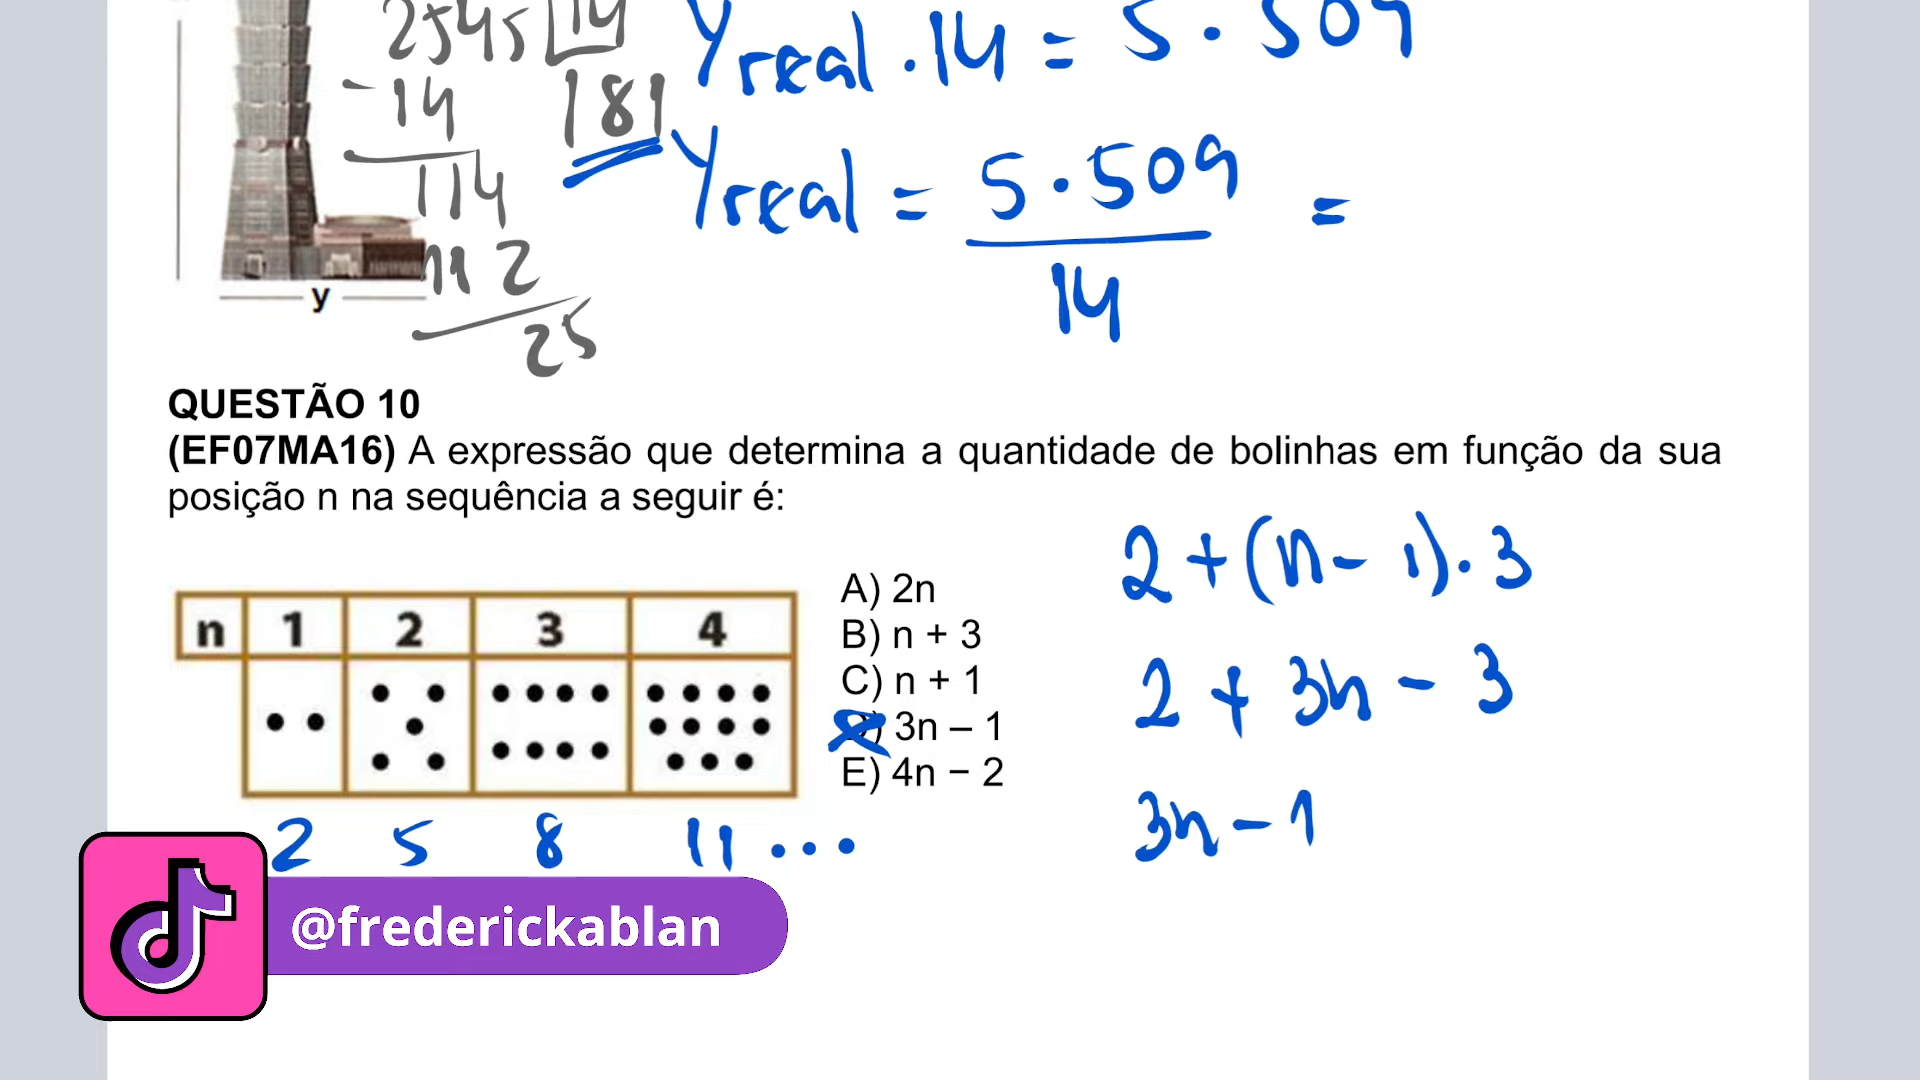 2545 14
- 14 181
114
112
25
Yreal . 14 = 5 . 509
Yreal = 5 . 509 =
14
y
QUESTÃO 10
(EF07MA16) A expressão que determina a quantidade de bolinhas em função da sua
posição n na sequência a seguir é:
n 1 2 3 4
A) 2n
B) n + 3
C) n + 1
D) 3n – 1
E) 4n − 2
2 5 8 11 ...
2 + (n - 1) . 3
2 + 3n - 3
3n - 1
@frederickablan